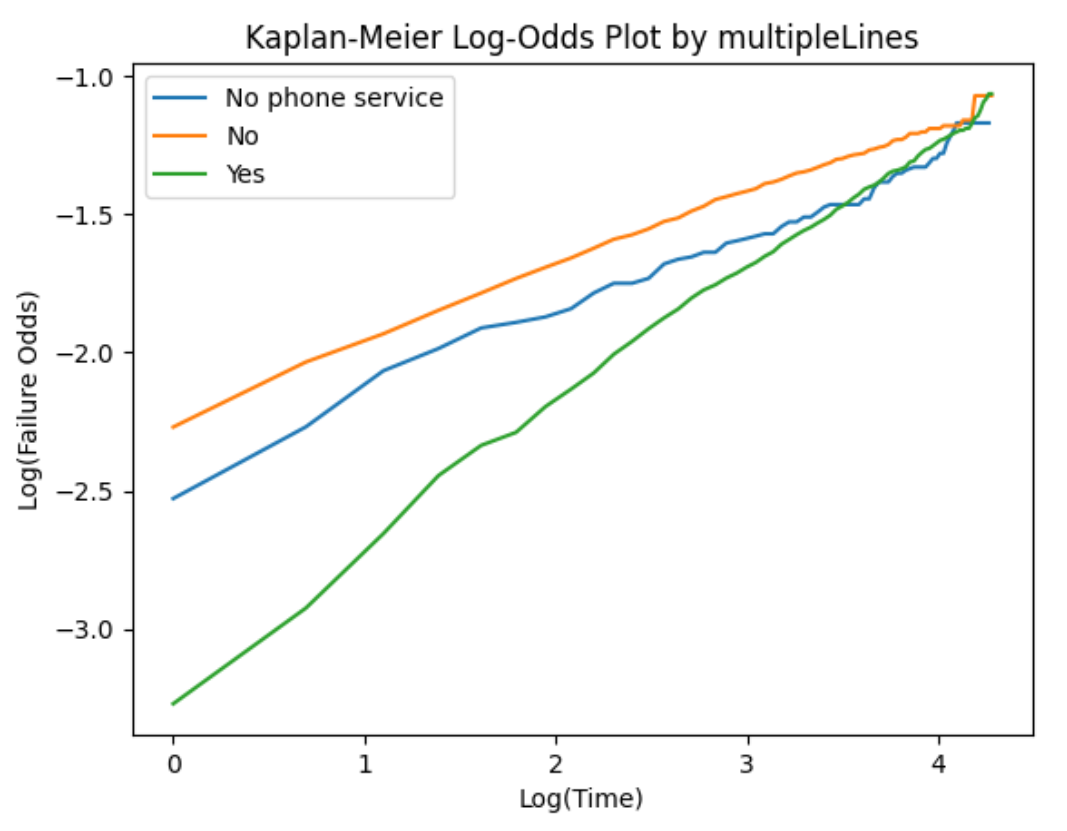 Kaplan-Meier Log-Odds Plot by multipleLines
No phone service
No
Yes
−1.0
−1.5
−2.0
−2.5
−3.0
Log(Failure Odds)
0 1 2 3 4
Log(Time)